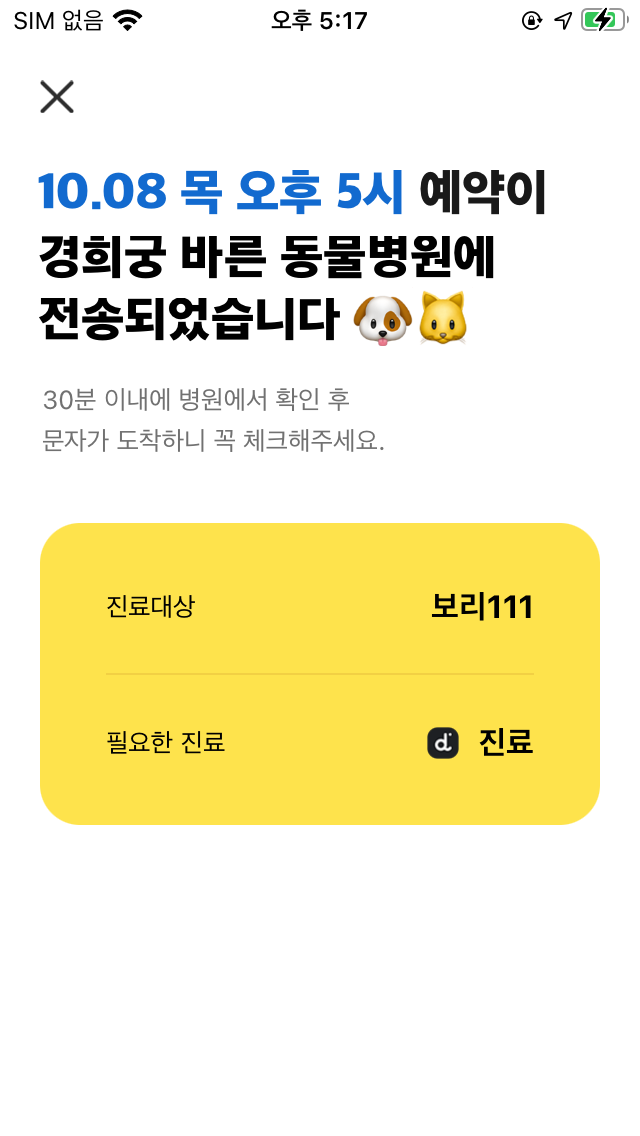 SIM 없음
오후 5:17
10.08 목 오후 5시 예약이
경희궁 바른 동물병원에
전송되었습니다
30분 이내에 병원에서 확인 후
문자가 도착하니 꼭 체크해주세요.
진료대상 보리111
필요한 진료 d 진료